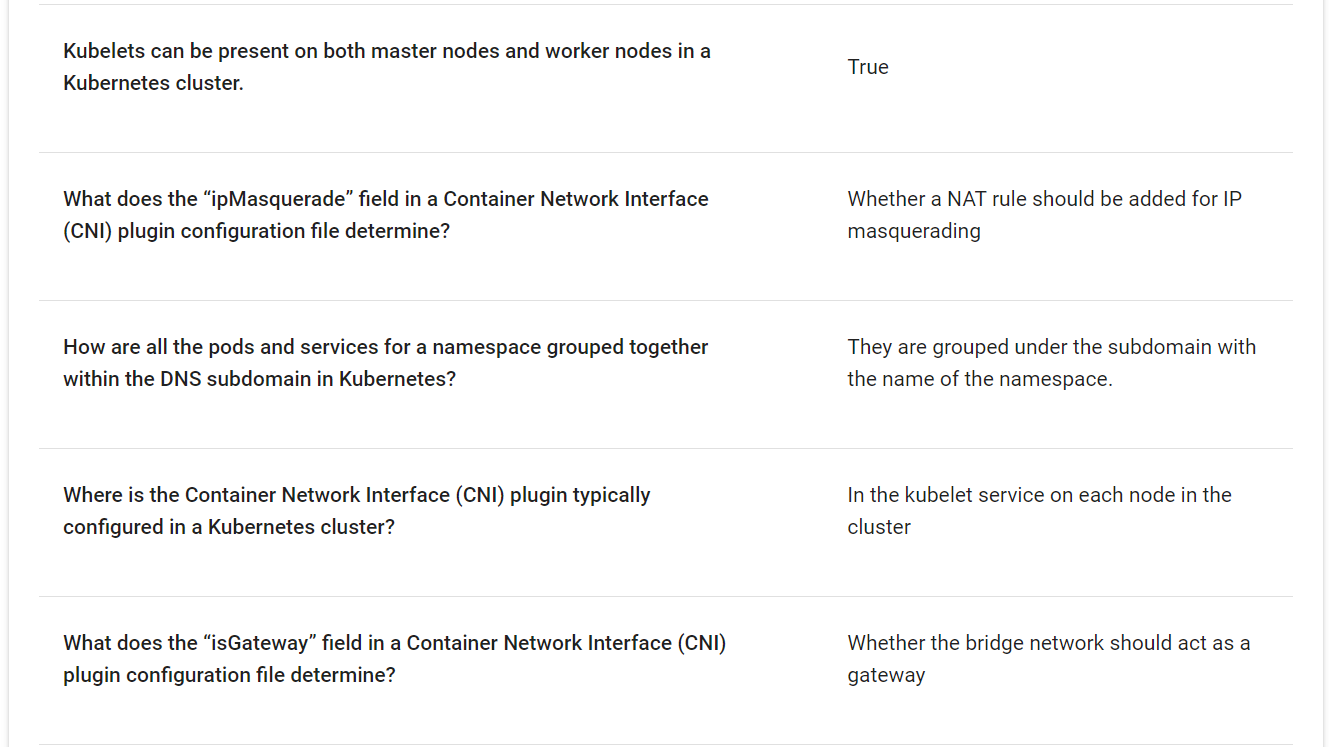 Kubelets can be present on both master nodes and worker nodes in a
Kubernetes cluster.
True
What does the “ipMasquerade” field in a Container Network Interface
(CNI) plugin configuration file determine?
Whether a NAT rule should be added for IP
masquerading
How are all the pods and services for a namespace grouped together
within the DNS subdomain in Kubernetes?
They are grouped under the subdomain with
the name of the namespace.
Where is the Container Network Interface (CNI) plugin typically
configured in a Kubernetes cluster?
In the kubelet service on each node in the
cluster
What does the “isGateway” field in a Container Network Interface (CNI)
plugin configuration file determine?
Whether the bridge network should act as a
gateway